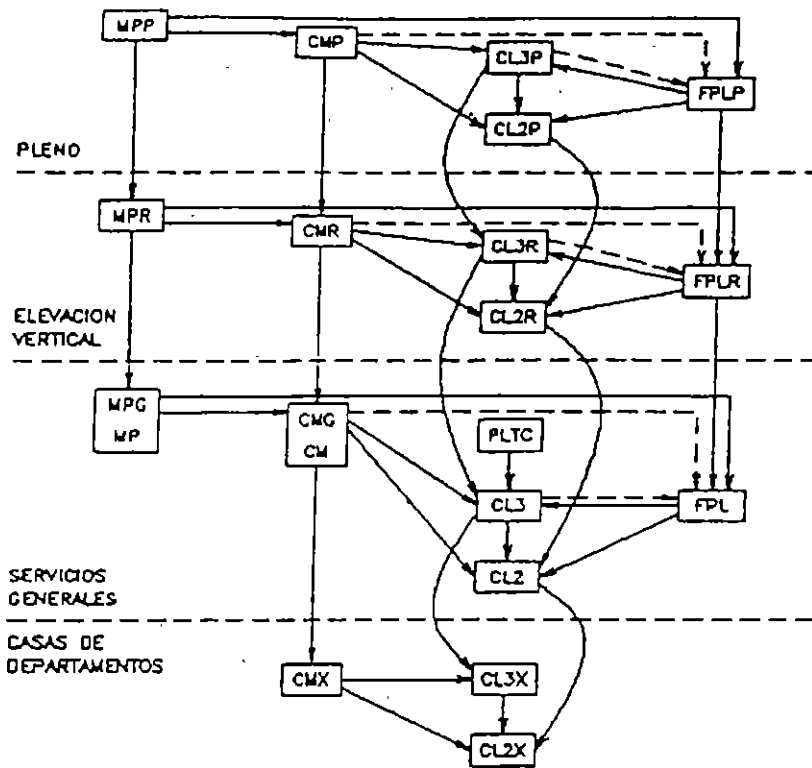 MPP
CMP
CL3P
FPLP
CL2P
PLENO
MPR
CMR
CL3R
FPLR
CL2R
ELEVACION
VERTICAL
MPG
MP
CMG
CM
PLTC
CL3
FPL
CL2
SERVICIOS
GENERALES
CASAS DE
DEPARTAMENTOS
CMX
CL3X
CL2X